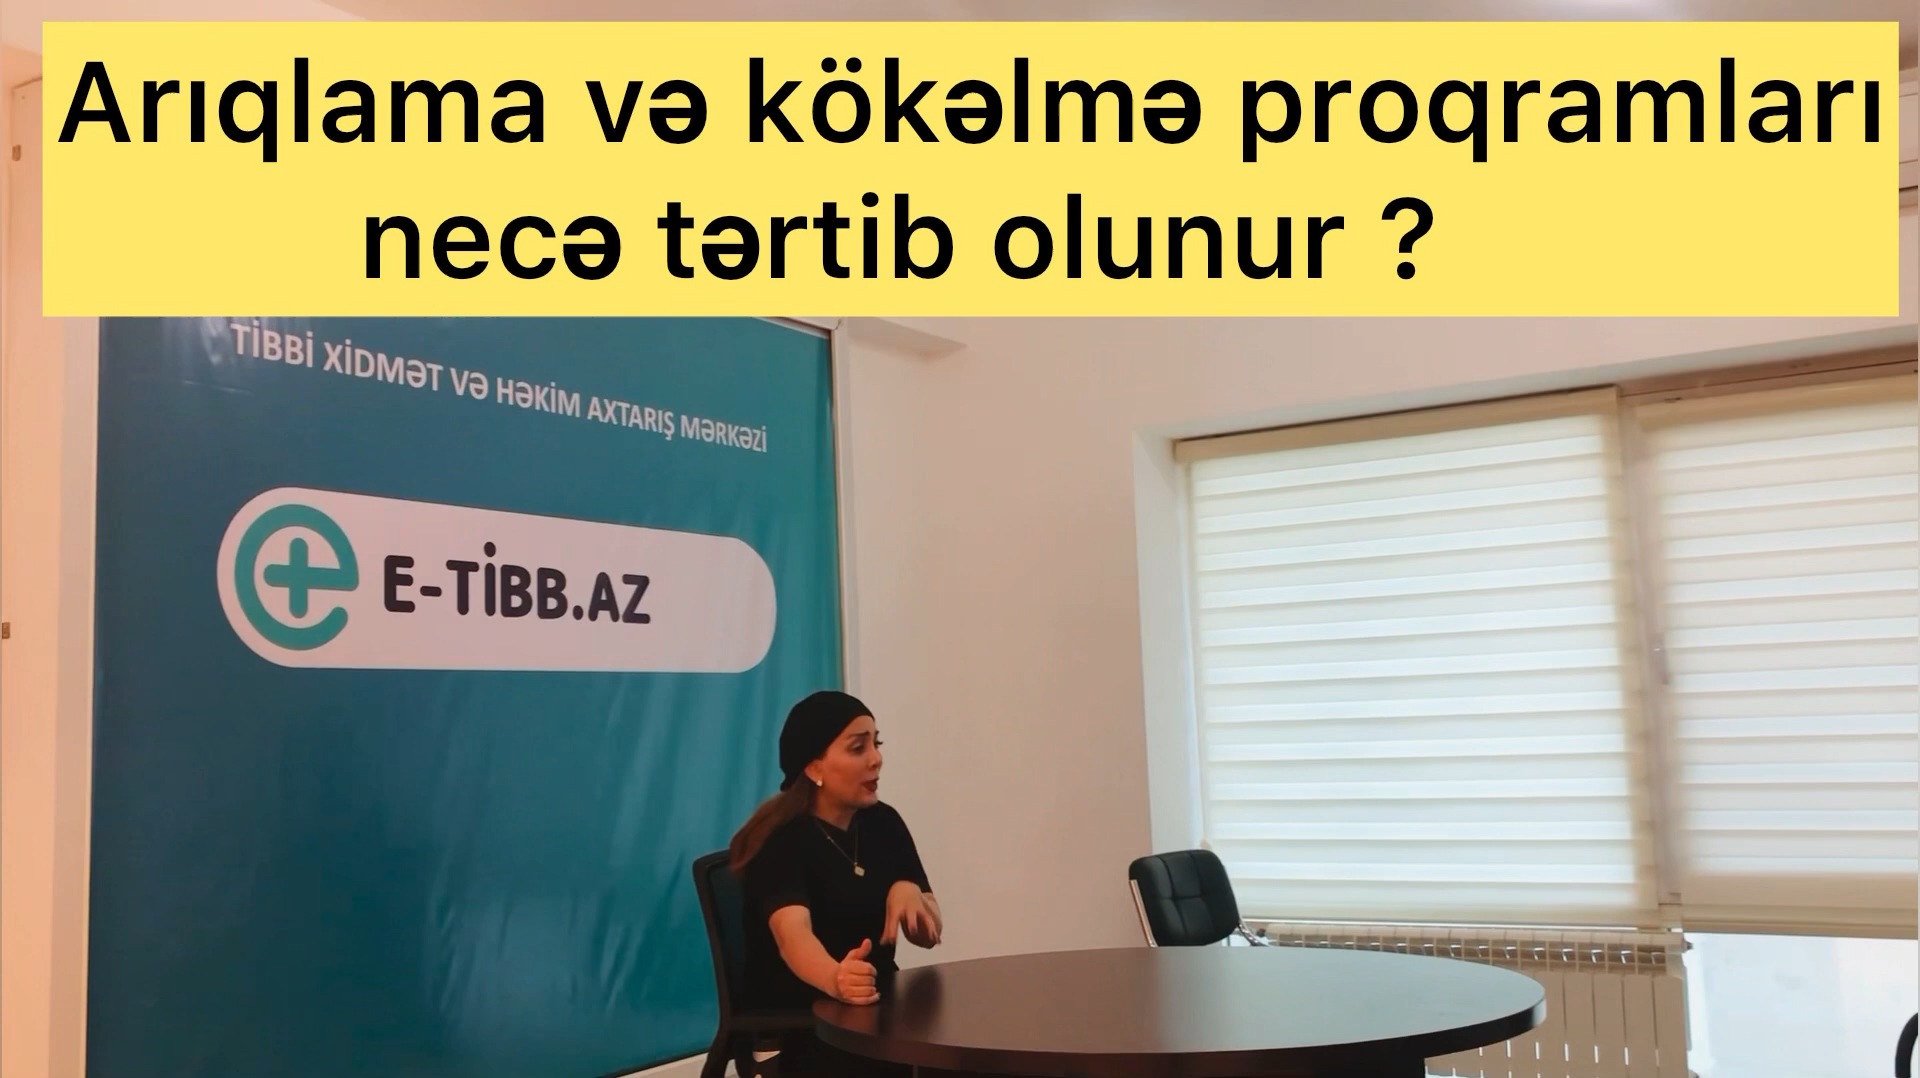 Arıqlama və kökəlmə proqramları
necə tərtib olunur ?
TİBBİ XİDMƏT VƏ HƏKİM AXTARIŞ MƏRKƏZİ
E-TİBB.AZ